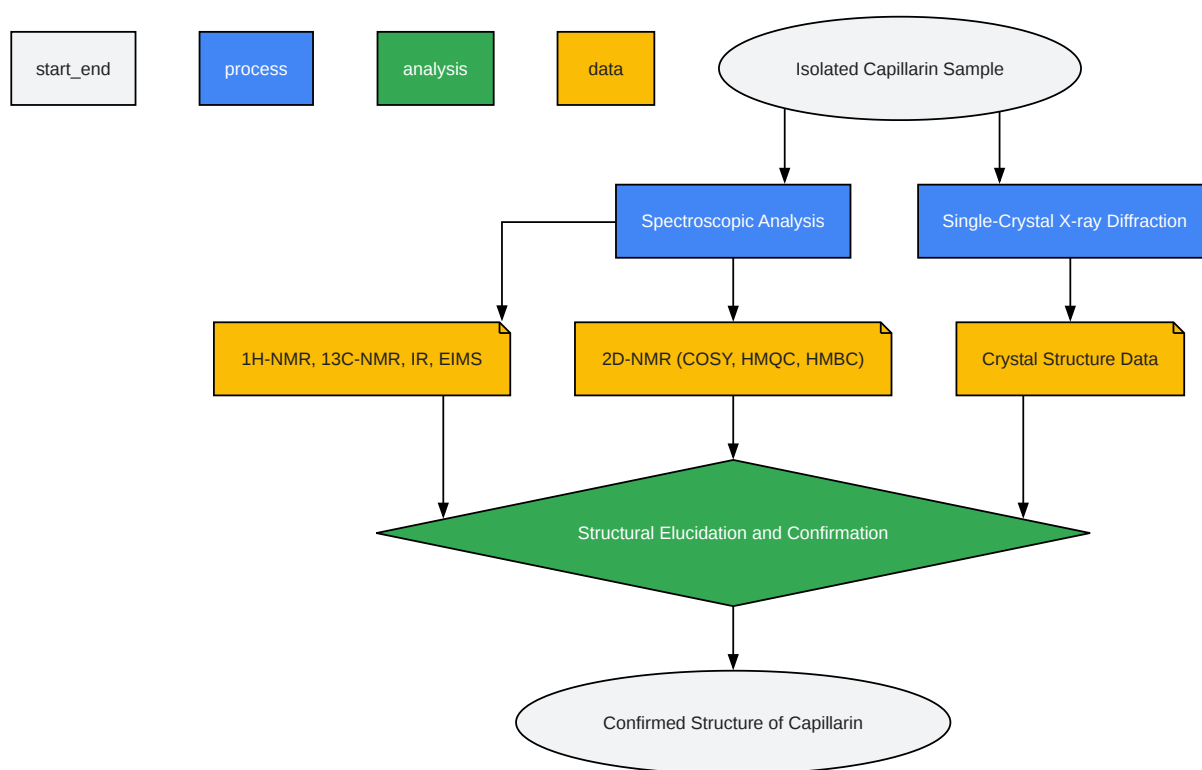 start_end
process
analysis
data
Isolated Capillarin Sample
Spectroscopic Analysis
Single-Crystal X-ray Diffraction
1H-NMR, 13C-NMR, IR, EIMS
2D-NMR (COSY, HMQC, HMBC)
Crystal Structure Data
Structural Elucidation and Confirmation
Confirmed Structure of Capillarin